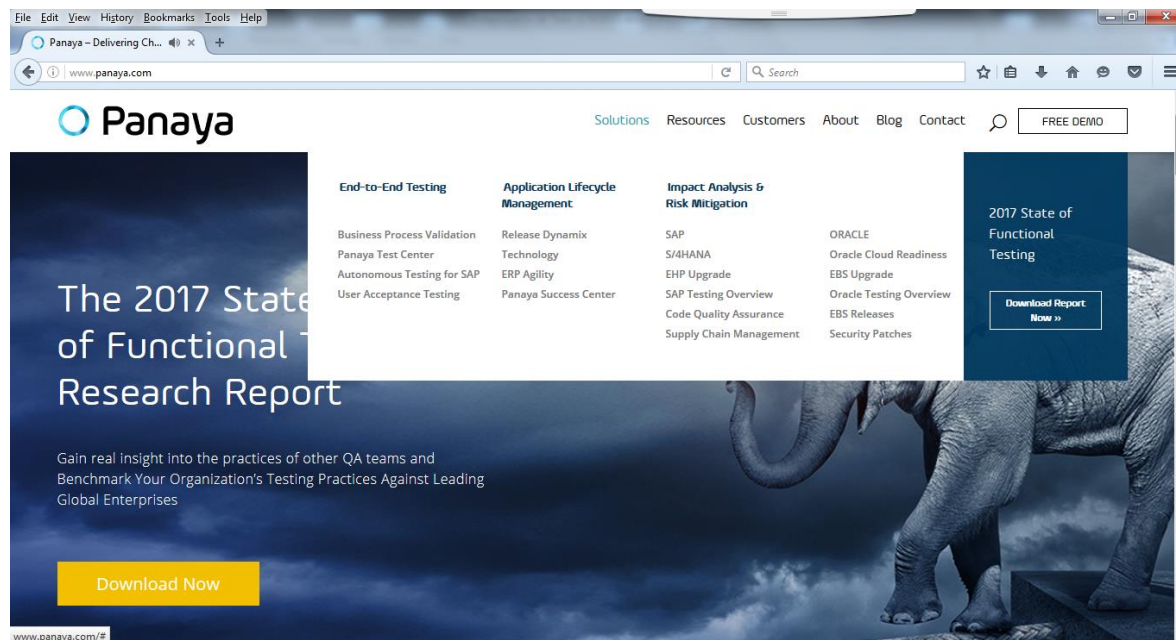 File Edit View History Bookmarks Tools Help
Panaya – Delivering Ch...
www.panaya.com
Search
Panaya
Solutions Resources Customers About Blog Contact FREE DEMO
End-to-End Testing
Business Process Validation
Panaya Test Center
Autonomous Testing for SAP
User Acceptance Testing
Application Lifecycle
Management
Release Dynamix
Technology
ERP Agility
Panaya Success Center
Impact Analysis &
Risk Mitigation
SAP
S/4HANA
EHP Upgrade
SAP Testing Overview
Code Quality Assurance
Supply Chain Management
ORACLE
Oracle Cloud Readiness
EBS Upgrade
Oracle Testing Overview
EBS Releases
Security Patches
2017 State of
Functional
Testing
Download Report
Now »
The 2017 State
of Functional
Research Report
Gain real insight into the practices of other QA teams and
Benchmark Your Organization's Testing Practices Against Leading
Global Enterprises
Download Now
www.panaya.com/#